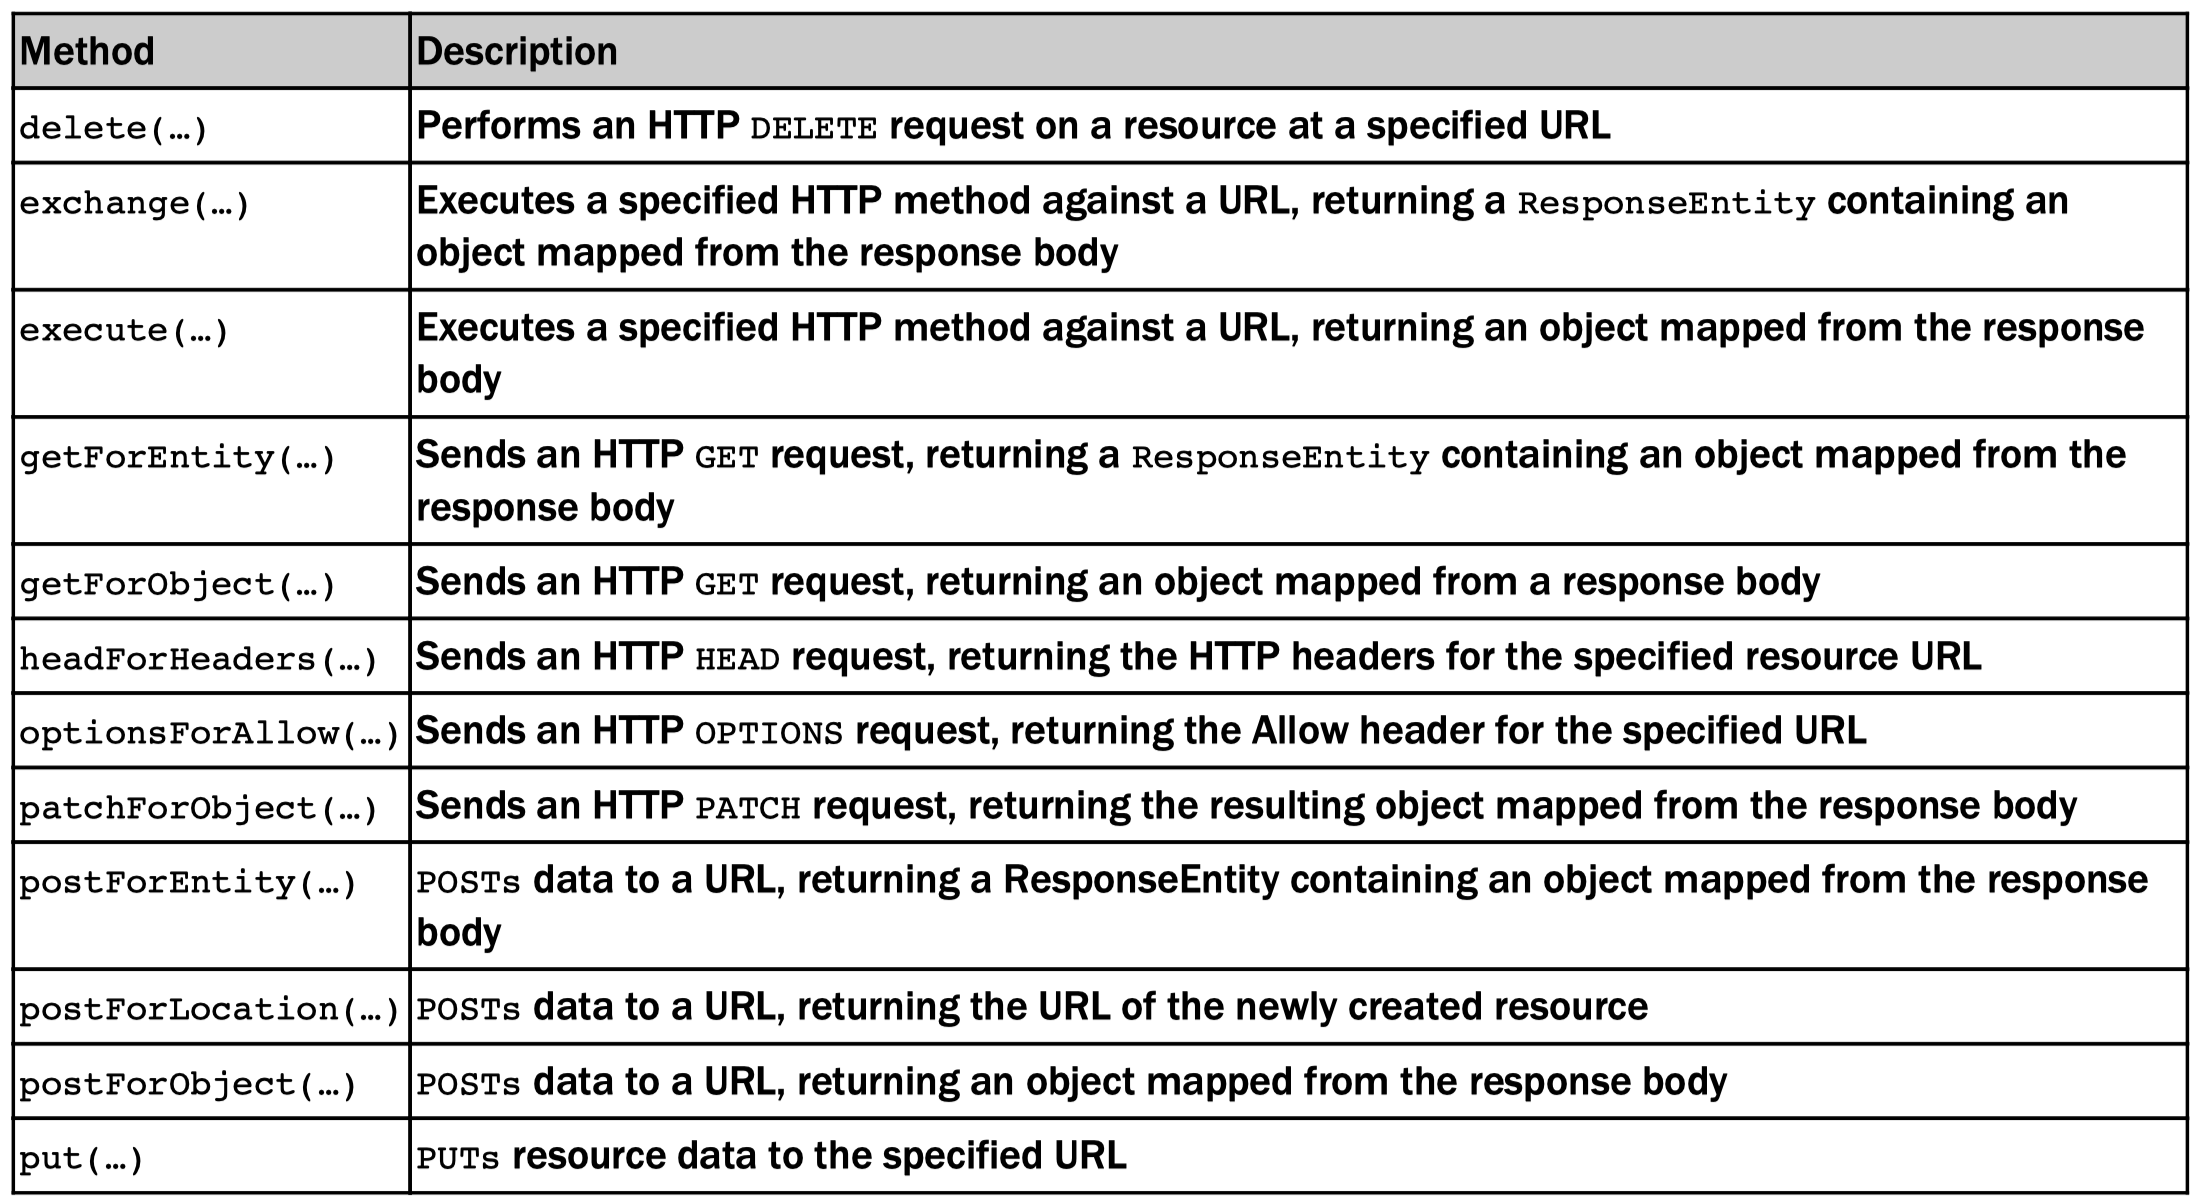 Method Description
delete(…) Performs an HTTP DELETE request on a resource at a specified URL
exchange(…) Executes a specified HTTP method against a URL, returning a ResponseEntity containing an
object mapped from the response body
execute(…) Executes a specified HTTP method against a URL, returning an object mapped from the response
body
getForEntity(…) Sends an HTTP GET request, returning a ResponseEntity containing an object mapped from the
response body
getForObject(…) Sends an HTTP GET request, returning an object mapped from a response body
headForHeaders(…) Sends an HTTP HEAD request, returning the HTTP headers for the specified resource URL
optionsForAllow(…) Sends an HTTP OPTIONS request, returning the Allow header for the specified URL
patchForObject(…) Sends an HTTP PATCH request, returning the resulting object mapped from the response body
postForEntity(…) POSTs data to a URL, returning a ResponseEntity containing an object mapped from the response
body
postForLocation(…) POSTs data to a URL, returning the URL of the newly created resource
postForObject(…) POSTs data to a URL, returning an object mapped from the response body
put(…) PUTs resource data to the specified URL